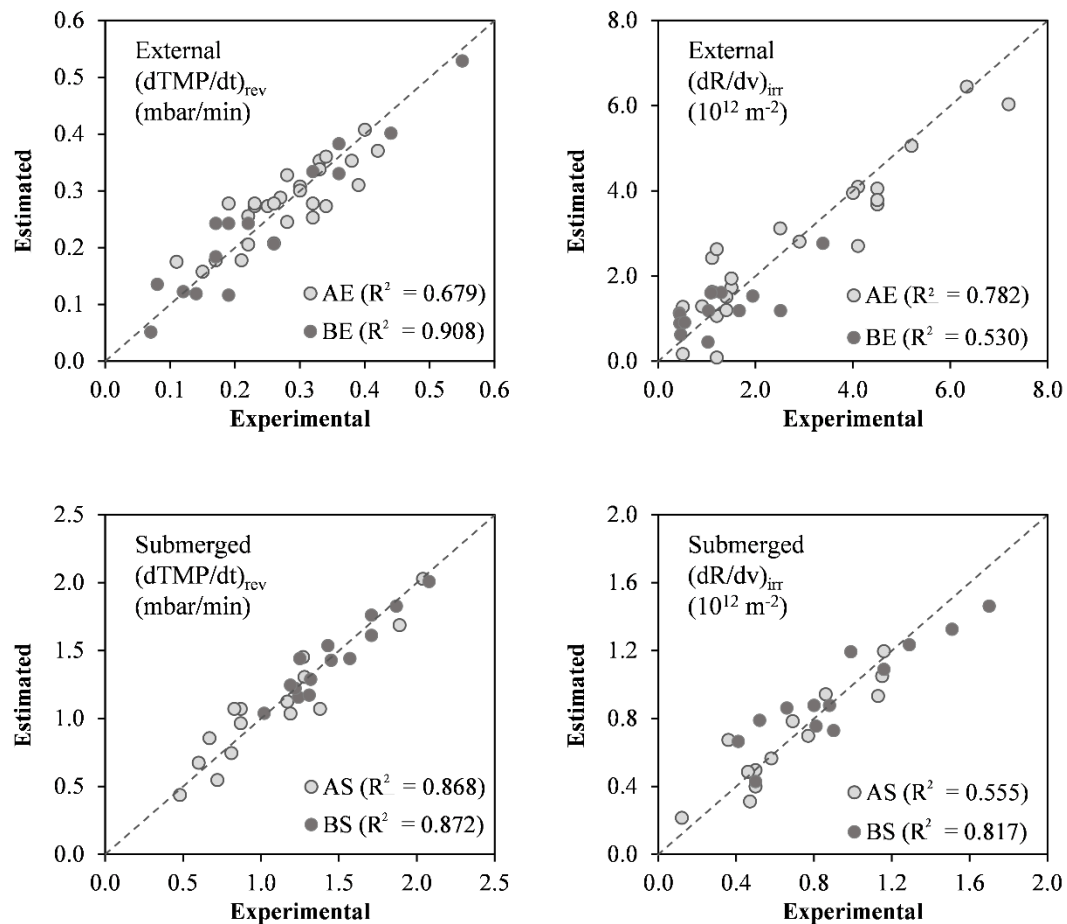 External
(dTMP/dt)rev
(mbar/min)
0.6
0.5
0.4
0.3
0.2
0.1
0.0
Estimated
AE (R² = 0.679)
BE (R² = 0.908)
0.0 0.1 0.2 0.3 0.4 0.5 0.6
Experimental
External
(dR/dv)irr
(10¹² m⁻²)
8.0
6.0
4.0
2.0
0.0
Estimated
AE (R² = 0.782)
BE (R² = 0.530)
0.0 2.0 4.0 6.0 8.0
Experimental
Submerged
(dTMP/dt)rev
(mbar/min)
2.5
2.0
1.5
1.0
0.5
0.0
Estimated
AS (R² = 0.868)
BS (R² = 0.872)
0.0 0.5 1.0 1.5 2.0 2.5
Experimental
Submerged
(dR/dv)irr
(10¹² m⁻²)
2.0
1.6
1.2
0.8
0.4
0.0
Estimated
AS (R² = 0.555)
BS (R² = 0.817)
0.0 0.4 0.8 1.2 1.6 2.0
Experimental